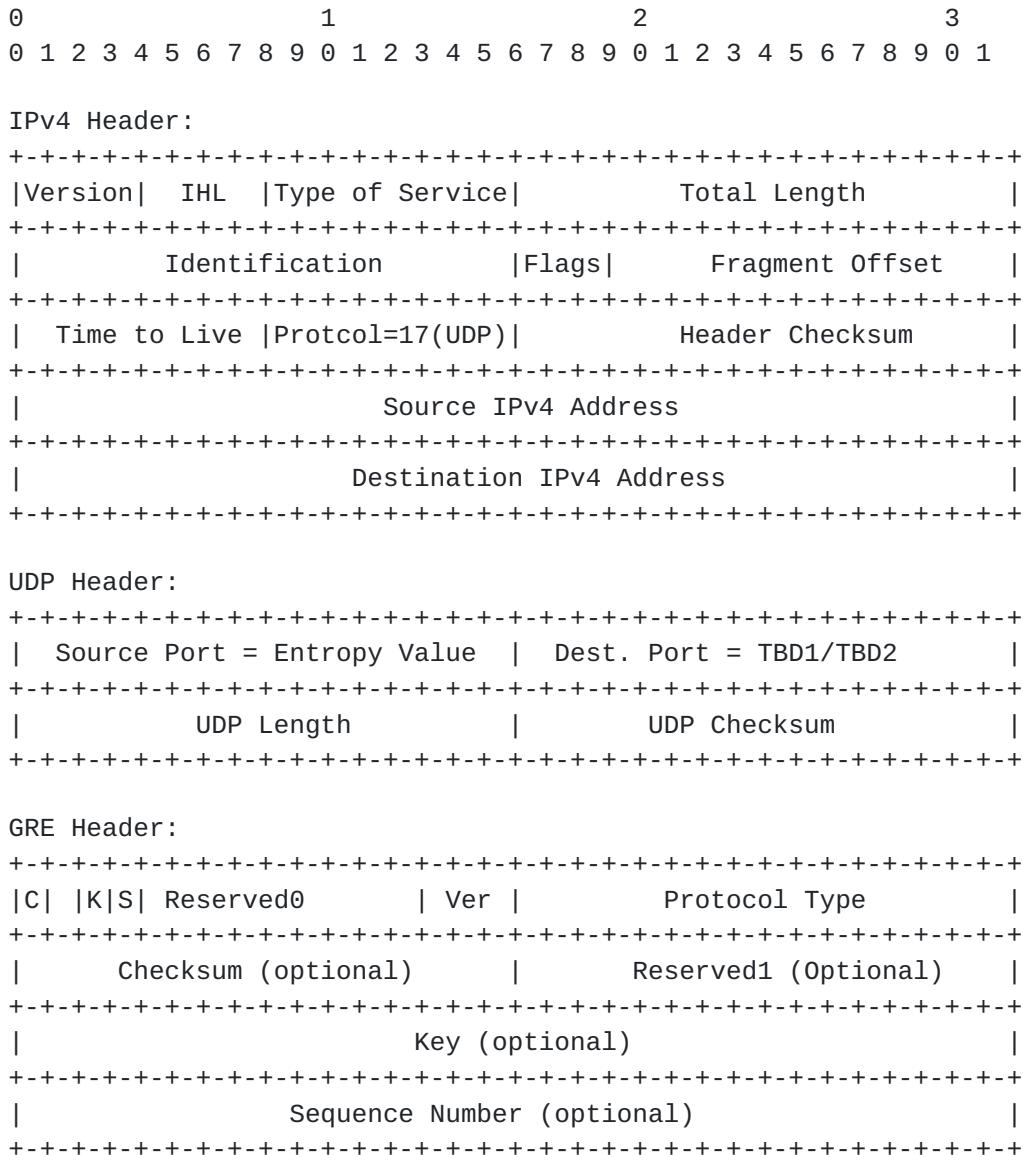 0                   1                   2                   3
0 1 2 3 4 5 6 7 8 9 0 1 2 3 4 5 6 7 8 9 0 1 2 3 4 5 6 7 8 9 0 1

IPv4 Header:
+-+-+-+-+-+-+-+-+-+-+-+-+-+-+-+-+-+-+-+-+-+-+-+-+-+-+-+-+-+-+-+-+
|Version|  IHL  |Type of Service|          Total Length         |
+-+-+-+-+-+-+-+-+-+-+-+-+-+-+-+-+-+-+-+-+-+-+-+-+-+-+-+-+-+-+-+-+
|         Identification        |Flags|      Fragment Offset    |
+-+-+-+-+-+-+-+-+-+-+-+-+-+-+-+-+-+-+-+-+-+-+-+-+-+-+-+-+-+-+-+-+
|  Time to Live |Protcol=17(UDP)|          Header Checksum      |
+-+-+-+-+-+-+-+-+-+-+-+-+-+-+-+-+-+-+-+-+-+-+-+-+-+-+-+-+-+-+-+-+
|                       Source IPv4 Address                     |
+-+-+-+-+-+-+-+-+-+-+-+-+-+-+-+-+-+-+-+-+-+-+-+-+-+-+-+-+-+-+-+-+
|                     Destination IPv4 Address                  |
+-+-+-+-+-+-+-+-+-+-+-+-+-+-+-+-+-+-+-+-+-+-+-+-+-+-+-+-+-+-+-+-+

UDP Header:
+-+-+-+-+-+-+-+-+-+-+-+-+-+-+-+-+-+-+-+-+-+-+-+-+-+-+-+-+-+-+-+-+
|  Source Port = Entropy Value  |  Dest. Port = TBD1/TBD2       |
+-+-+-+-+-+-+-+-+-+-+-+-+-+-+-+-+-+-+-+-+-+-+-+-+-+-+-+-+-+-+-+-+
|           UDP Length          |        UDP Checksum           |
+-+-+-+-+-+-+-+-+-+-+-+-+-+-+-+-+-+-+-+-+-+-+-+-+-+-+-+-+-+-+-+-+

GRE Header:
+-+-+-+-+-+-+-+-+-+-+-+-+-+-+-+-+-+-+-+-+-+-+-+-+-+-+-+-+-+-+-+-+
|C| |K|S| Reserved0       | Ver |         Protocol Type         |
+-+-+-+-+-+-+-+-+-+-+-+-+-+-+-+-+-+-+-+-+-+-+-+-+-+-+-+-+-+-+-+-+
|      Checksum (optional)      |       Reserved1 (Optional)    |
+-+-+-+-+-+-+-+-+-+-+-+-+-+-+-+-+-+-+-+-+-+-+-+-+-+-+-+-+-+-+-+-+
|                         Key (optional)                        |
+-+-+-+-+-+-+-+-+-+-+-+-+-+-+-+-+-+-+-+-+-+-+-+-+-+-+-+-+-+-+-+-+
|                 Sequence Number (optional)                    |
+-+-+-+-+-+-+-+-+-+-+-+-+-+-+-+-+-+-+-+-+-+-+-+-+-+-+-+-+-+-+-+-+